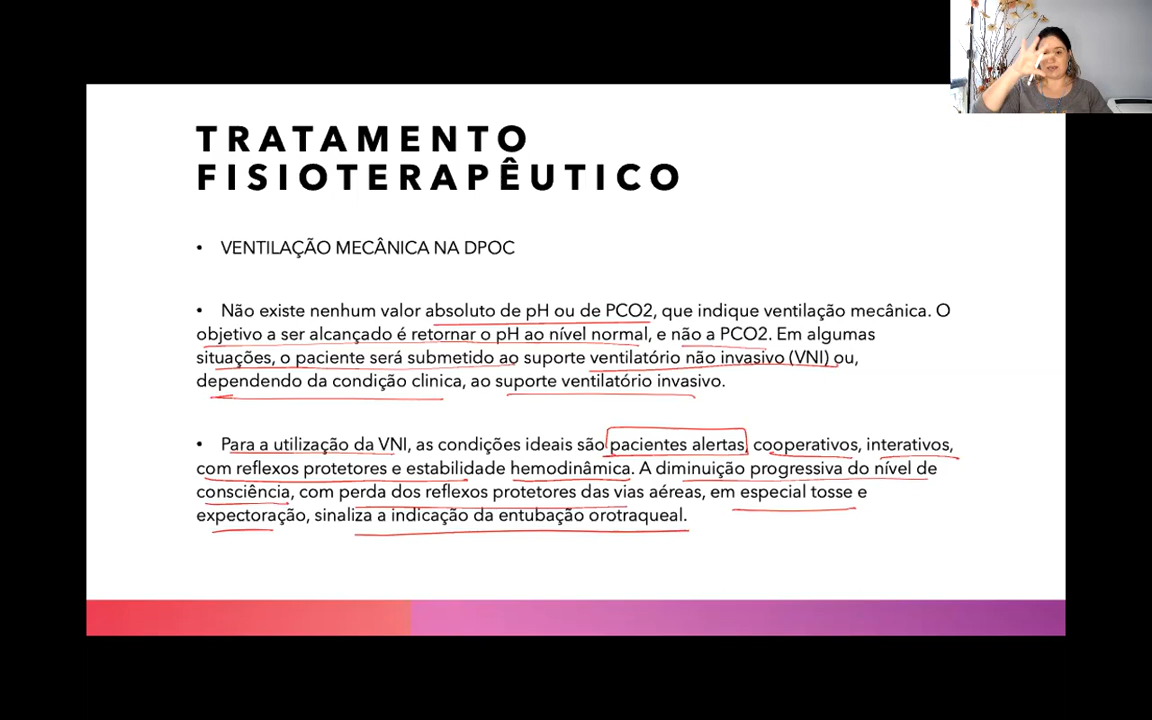 TRATAMENTO
FISIOTERAPÊUTICO
• VENTILAÇÃO MECÂNICA NA DPOC
• Não existe nenhum valor absoluto de pH ou de PCO2, que indique ventilação mecânica. O
objetivo a ser alcançado é retornar o pH ao nível normal, e não a PCO2. Em algumas
situações, o paciente será submetido ao suporte ventilatório não invasivo (VNI) ou,
dependendo da condição clinica, ao suporte ventilatório invasivo.
• Para a utilização da VNI, as condições ideais são pacientes alertas, cooperativos, interativos,
com reflexos protetores e estabilidade hemodinâmica. A diminuição progressiva do nível de
consciência, com perda dos reflexos protetores das vias aéreas, em especial tosse e
expectoração, sinaliza a indicação da entubação orotraqueal.